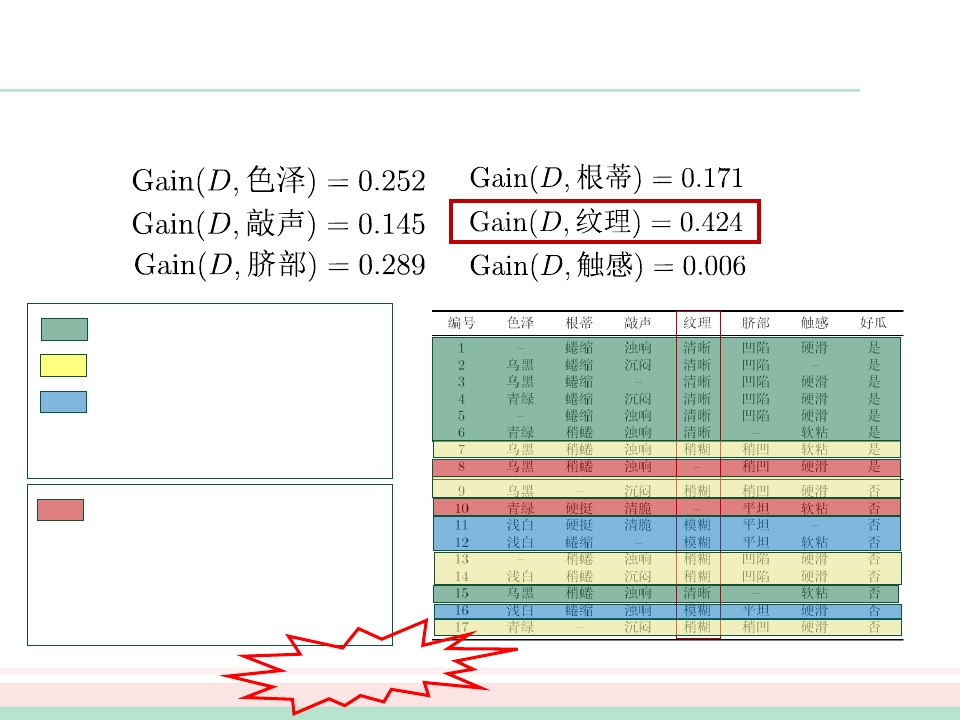 Gain(D, 色泽) = 0.252 Gain(D, 根蒂) = 0.171
Gain(D, 敲声) = 0.145 Gain(D, 纹理) = 0.424
Gain(D, 脐部) = 0.289 Gain(D, 触感) = 0.006
编号 色泽 根蒂 敲声 纹理 脐部 触感 好瓜
1 – 蜷缩 浊响 清晰 凹陷 硬滑 是
2 乌黑 蜷缩 沉闷 清晰 凹陷 – 是
3 乌黑 蜷缩 – 清晰 凹陷 硬滑 是
4 青绿 蜷缩 沉闷 清晰 凹陷 硬滑 是
5 – 蜷缩 浊响 清晰 凹陷 硬滑 是
6 青绿 稍蜷 浊响 清晰 – 软粘 是
7 乌黑 稍蜷 浊响 稍糊 稍凹 软粘 是
8 乌黑 稍蜷 浊响 – 稍凹 硬滑 是
9 乌黑 – 沉闷 稍糊 稍凹 硬滑 否
10 青绿 硬挺 清脆 – 平坦 软粘 否
11 浅白 硬挺 清脆 模糊 平坦 – 否
12 浅白 蜷缩 – 模糊 平坦 软粘 否
13 – 稍蜷 浊响 稍糊 凹陷 硬滑 否
14 浅白 稍蜷 沉闷 稍糊 凹陷 硬滑 否
15 乌黑 稍蜷 浊响 清晰 – 软粘 否
16 浅白 蜷缩 浊响 模糊 平坦 硬滑 否
17 青绿 – 沉闷 稍糊 稍凹 硬滑 否